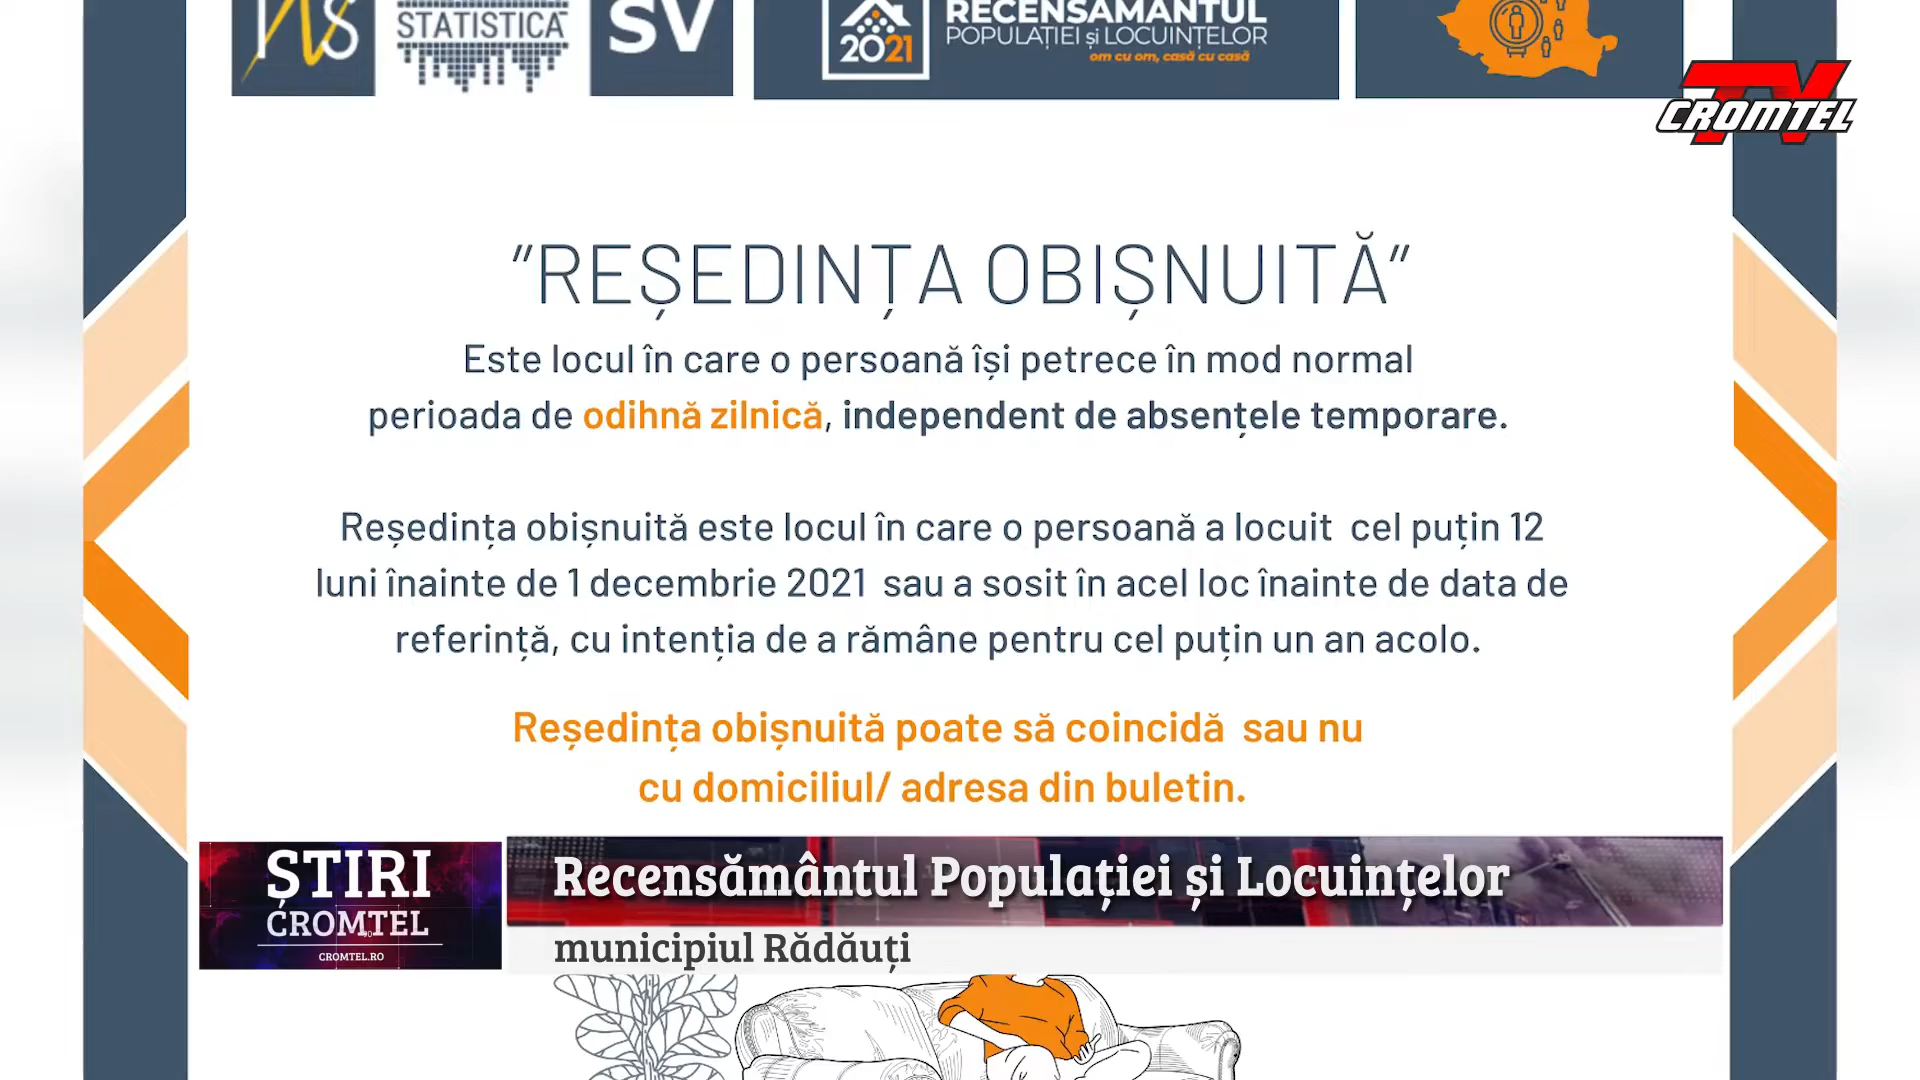 INS
STATISTICA
SV
2021
RECENSĂMÂNTUL
POPULAȚIEI și LOCUINȚELOR
om cu om, casă cu casă
TV
CROMTEL
"REȘEDINȚA OBIȘNUITĂ"
Este locul în care o persoană își petrece în mod normal
perioada de odihnă zilnică, independent de absențele temporare.
Reședința obișnuită este locul în care o persoană a locuit cel puțin 12
luni înainte de 1 decembrie 2021 sau a sosit în acel loc înainte de data de
referință, cu intenția de a rămâne pentru cel puțin un an acolo.
Reședința obișnuită poate să coincidă sau nu
cu domiciliul/ adresa din buletin.
ȘTIRI
CROMTEL
CROMTEL.RO
Recensământul Populației și Locuințelor
municipiul Rădăuți